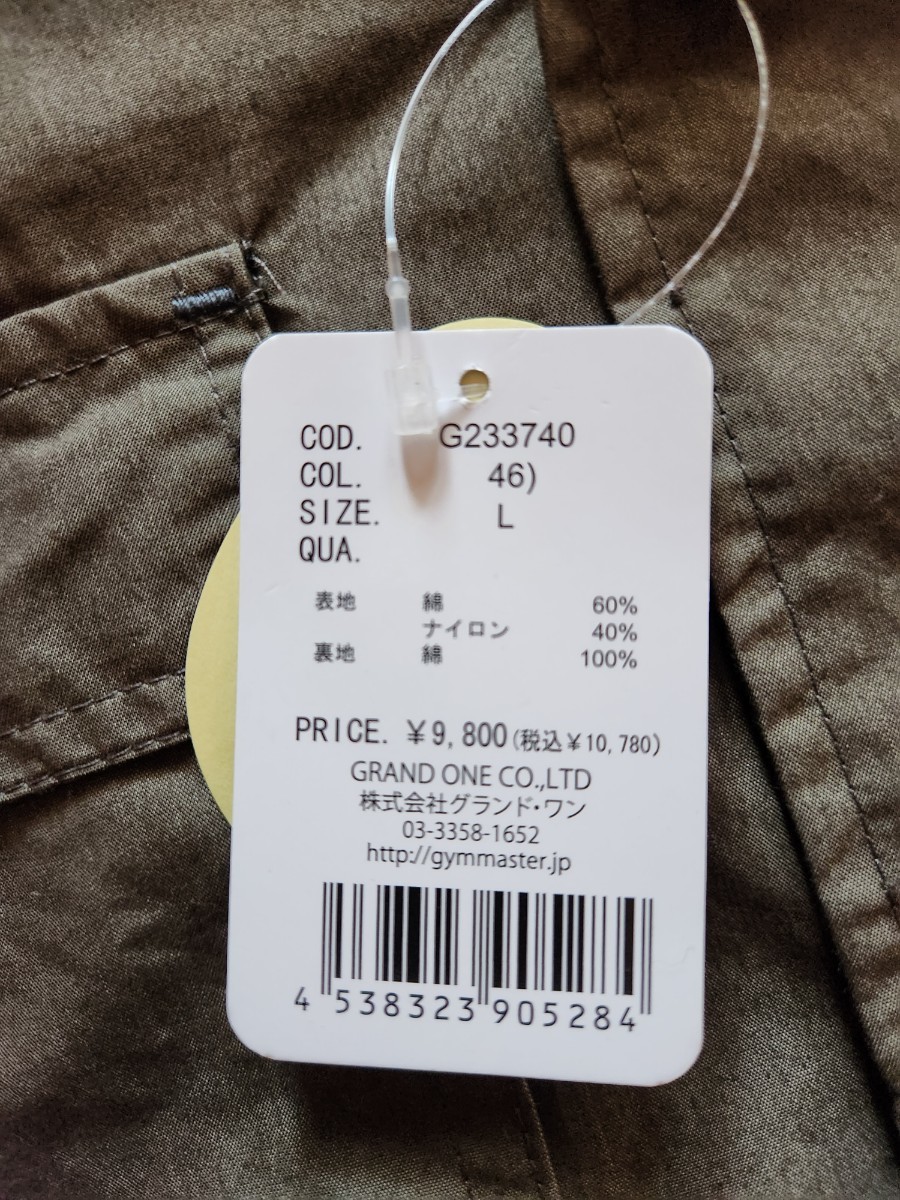 COD. G233740
COL. 46)
SIZE. L
QUA.
表地 綿 60%
ナイロン 40%
裏地 綿 100%
PRICE. ¥9,800(税込¥10,780)
GRAND ONE CO.,LTD
株式会社グランド・ワン
03-3358-1652
http://gymmaster.jp
4 538323 905284